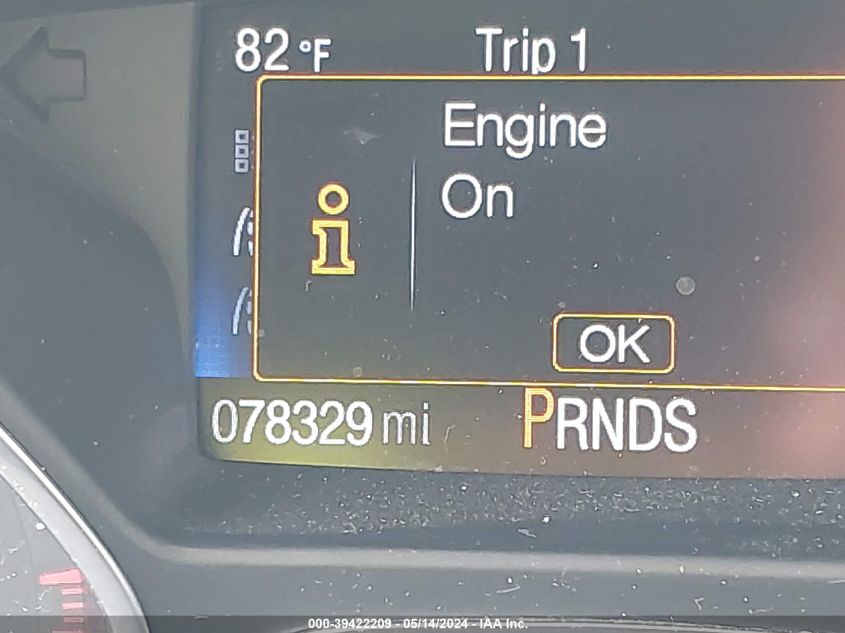 82 °F Trip 1
Engine
On
i
OK
078329 mi PRNDS
000-39422209 - 05/14/2024 - IAA Inc.